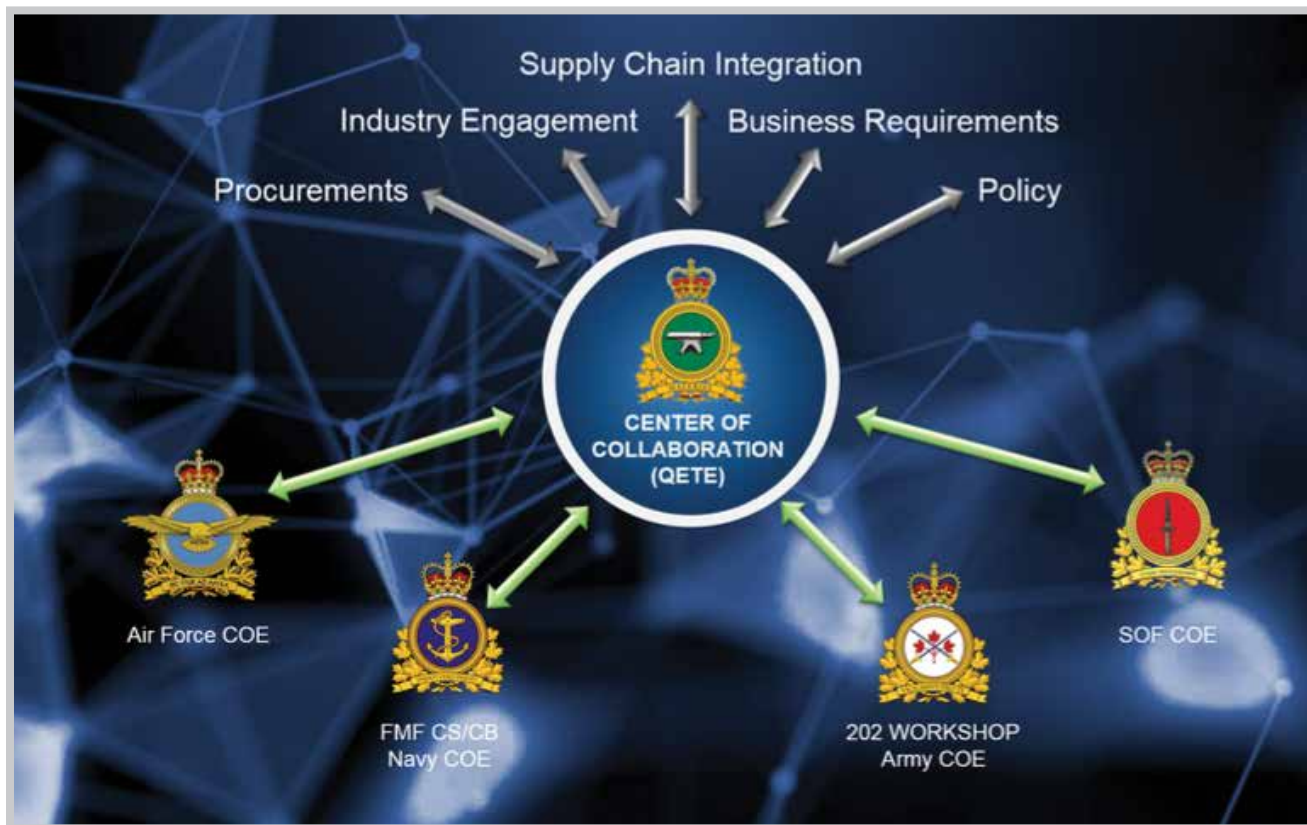 Supply Chain Integration
Industry Engagement
Business Requirements
Procurements
Policy
CENTER OF
COLLABORATION
(QETE)
Air Force COE
SOF COE
FMF CS/CB
Navy COE
202 WORKSHOP
Army COE